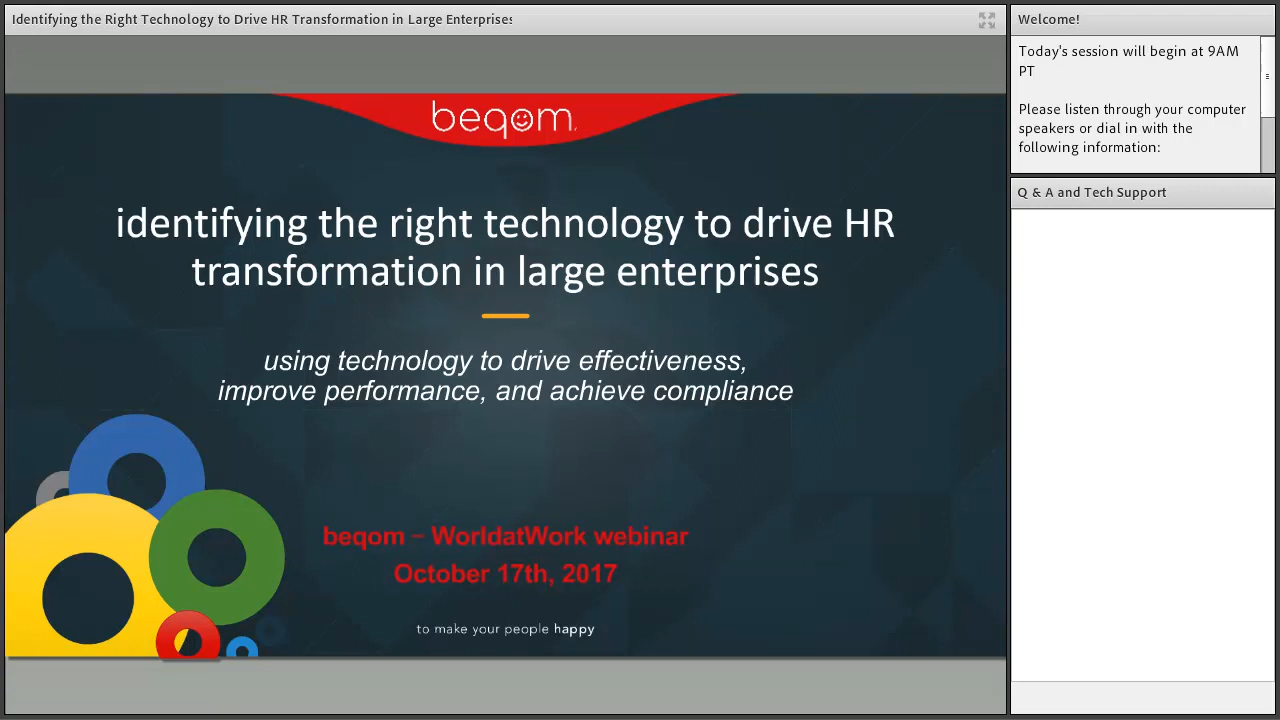 Identifying the Right Technology to Drive HR Transformation in Large Enterprises
beqom
identifying the right technology to drive HR
transformation in large enterprises
using technology to drive effectiveness,
improve performance, and achieve compliance
beqom – WorldatWork webinar
October 17th, 2017
to make your people happy
Welcome!
Today's session will begin at 9AM
PT
Please listen through your computer
speakers or dial in with the
following information:
Q & A and Tech Support